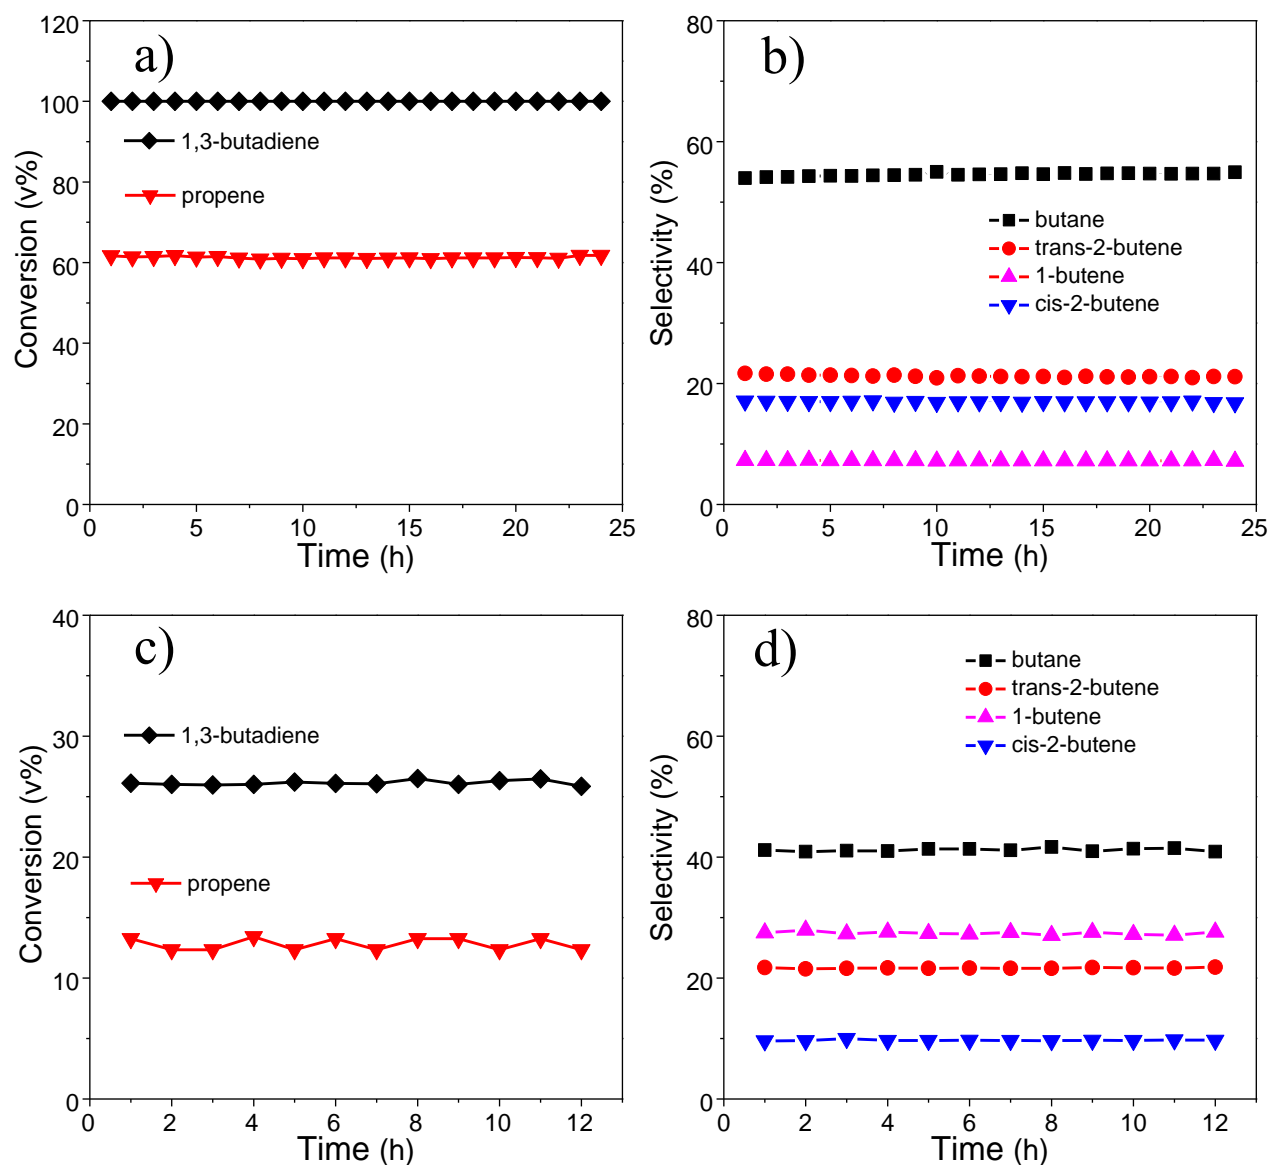 a)
Conversion (v%)
120
100
80
60
40
20
0
1,3-butadiene
propene
0 5 10 15 20 25
Time (h)
b)
Selectivity (%)
80
60
40
20
0
butane
trans-2-butene
1-butene
cis-2-butene
0 5 10 15 20 25
Time (h)
c)
Conversion (v%)
40
30
20
10
0
1,3-butadiene
propene
0 2 4 6 8 10 12
Time (h)
d)
Selectivity (%)
80
60
40
20
0
butane
trans-2-butene
1-butene
cis-2-butene
0 2 4 6 8 10 12
Time (h)